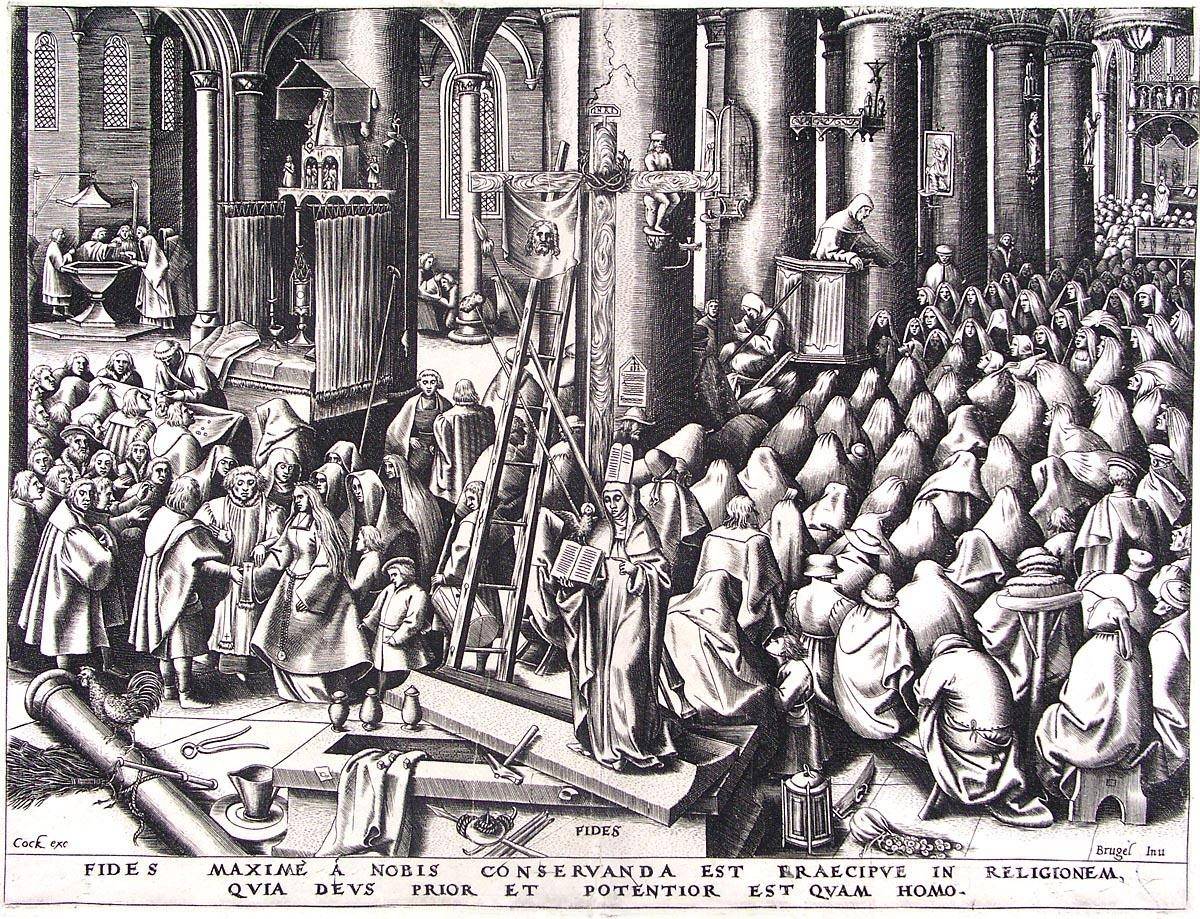 INRI
FIDES
Cock exc
Brugel Inu
FIDES MAXIMÈ Á NOBIS CONSERVANDA EST PRAECIPVE IN RELIGIONEM,
QVIA DEVS PRIOR ET POTENTIOR EST QVAM HOMO.